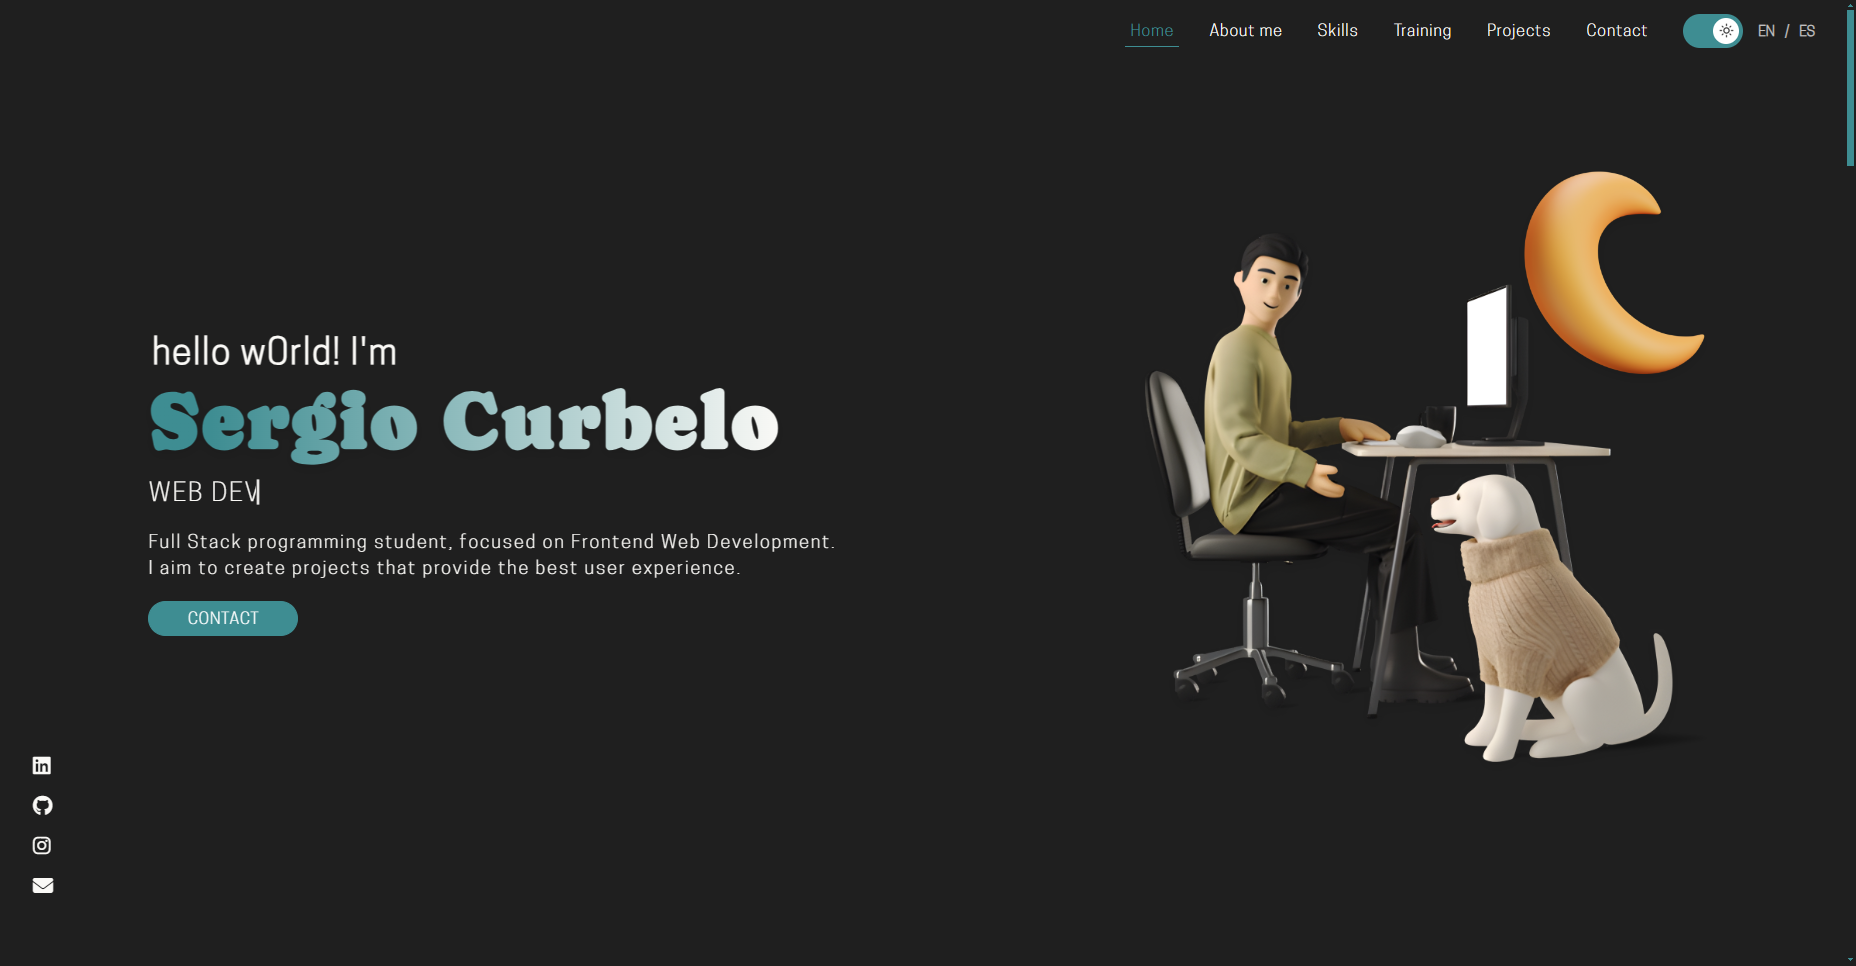 Home About me Skills Training Projects Contact EN / ES
hello w0rld! I'm
Sergio Curbelo
WEB DEV
Full Stack programming student, focused on Frontend Web Development.
I aim to create projects that provide the best user experience.
CONTACT
in